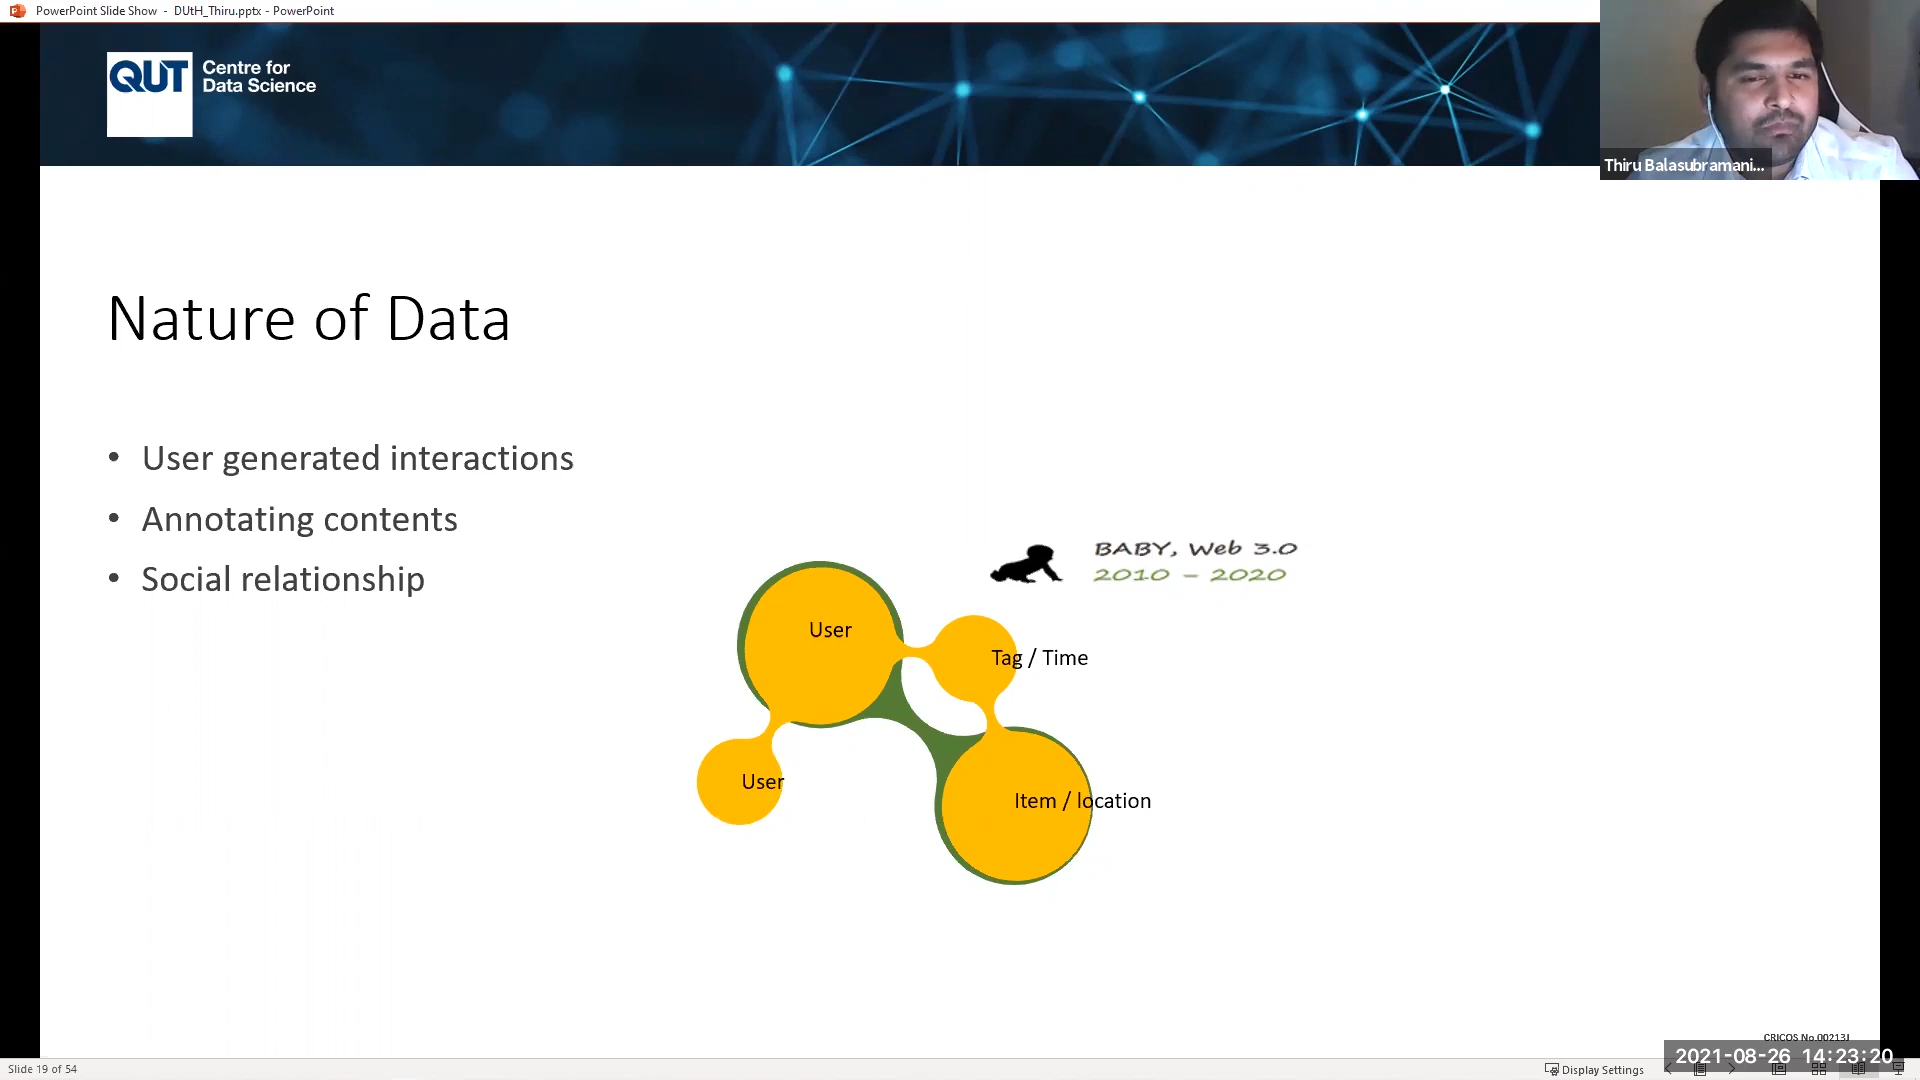 PowerPoint Slide Show - DUtH_Thiru.pptx - PowerPoint
QUT
Centre for
Data Science
Thiru Balasubramani...
Nature of Data
• User generated interactions
• Annotating contents
• Social relationship
BABY, Web 3.0
2010 – 2020
User
Tag / Time
User
Item / location
CRICOS No.00213J
Slide 19 of 54
Display Settings
2021-08-26 14:23:20